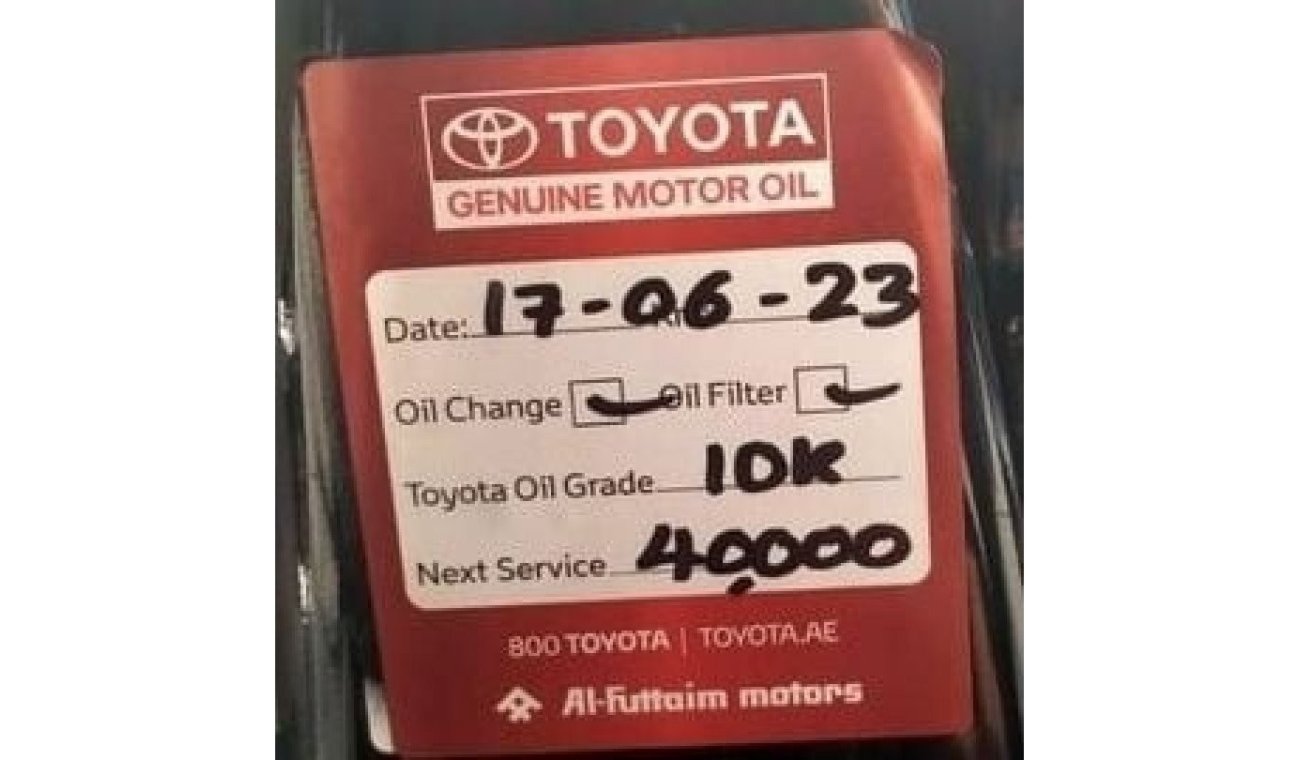 TOYOTA
GENUINE MOTOR OIL
Date: 17-06-23
Oil Change Oil Filter
Toyota Oil Grade 10K
Next Service 40,000
800 TOYOTA | TOYOTA.AE
Al-Futtaim motors